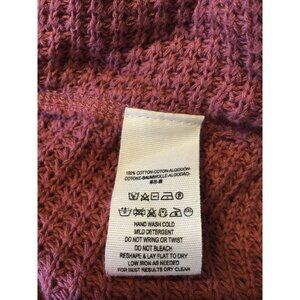 100% COTTON-COTON-ALGODON-
COTONE-BAUMWOLLE-ALGODAO-
HAND WASH COLD
MILD DETERGENT
DO NOT WRING OR TWIST
DO NOT BLEACH
RESHAPE & LAY FLAT TO DRY
LOW IRON AS NEEDED
FOR BEST RESULTS DRY CLEAN